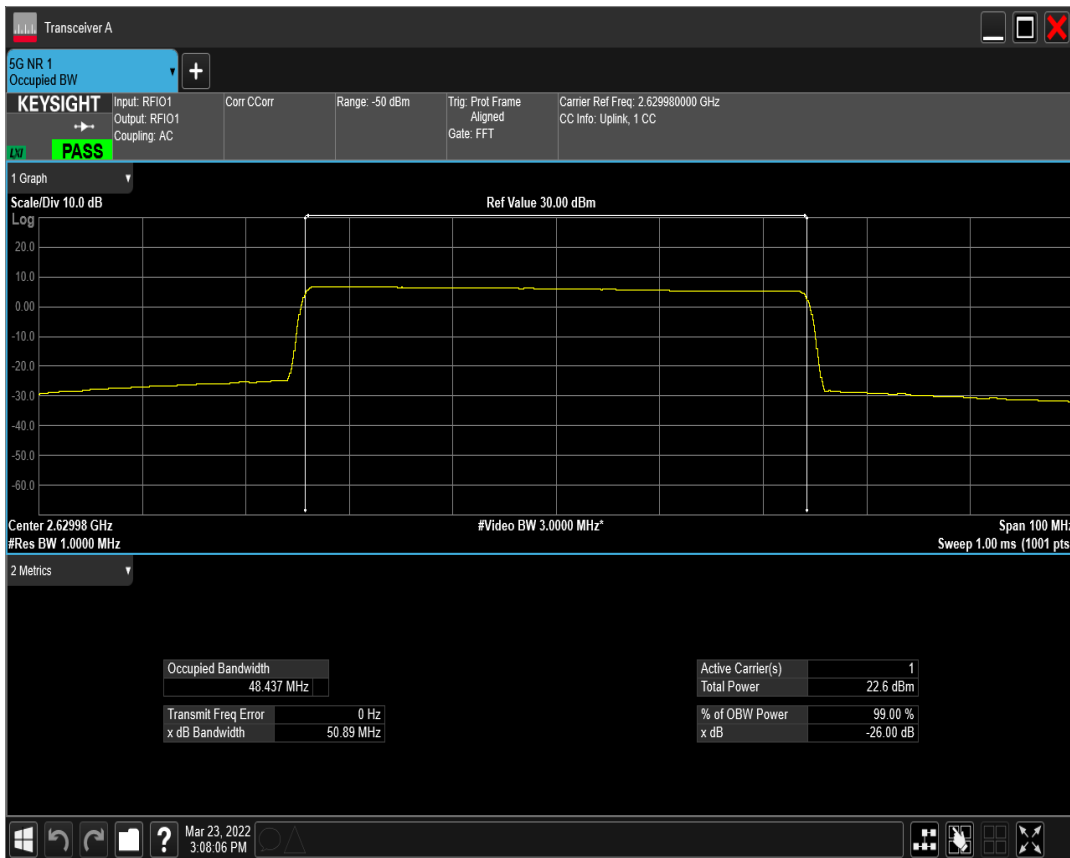 Transceiver A
5G NR 1
Occupied BW
KEYSIGHT
LXI
PASS
Input: RFIO1
Output: RFIO1
Coupling: AC
Corr CCorr
Range: -50 dBm
Trig: Prot Frame
Aligned
Gate: FFT
Carrier Ref Freq: 2.629980000 GHz
CC Info: Uplink, 1 CC
1 Graph
Scale/Div 10.0 dB
Ref Value 30.00 dBm
Log
20.0
10.0
0.00
-10.0
-20.0
-30.0
-40.0
-50.0
-60.0
Center 2.62998 GHz
#Video BW 3.0000 MHz*
Span 100 MHz
#Res BW 1.0000 MHz
Sweep 1.00 ms (1001 pts
2 Metrics
Occupied Bandwidth
48.437 MHz
Transmit Freq Error 0 Hz
x dB Bandwidth 50.89 MHz
Active Carrier(s) 1
Total Power 22.6 dBm
% of OBW Power 99.00 %
x dB -26.00 dB
?
Mar 23, 2022
3:08:06 PM